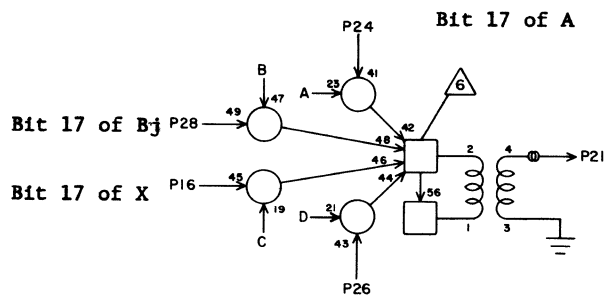 Bit 17 of A
P24
6
B
A 23 41
47
42
Bit 17 of Bj P28 49
48
2 4
P21
46
Bit 17 of X P16 45
44
56
19
D 21
1 3
C
43
P26